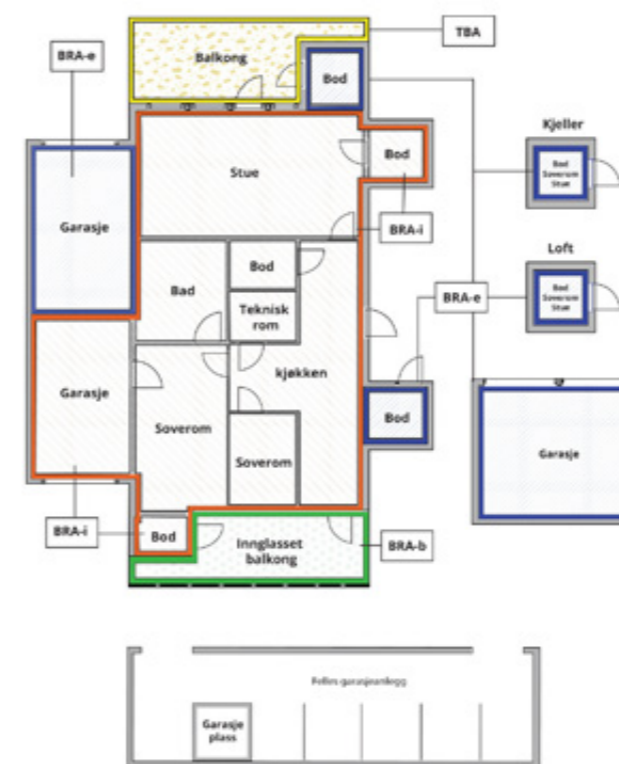 TBA
Balkong
BRA-e
Bod
Kjeller
Bod
Soverom
Stue
Bod
Stue
Garasje
BRA-i
Loft
Bod
Bad
Teknisk
rom
BRA-e
Bod
Soverom
Stue
kjøkken
Garasje
Soverom
Bod
Soverom
Garasje
BRA-i
Bod
Innglasset
balkong
BRA-b
Felles garasjeanlegg
Garasje
plass